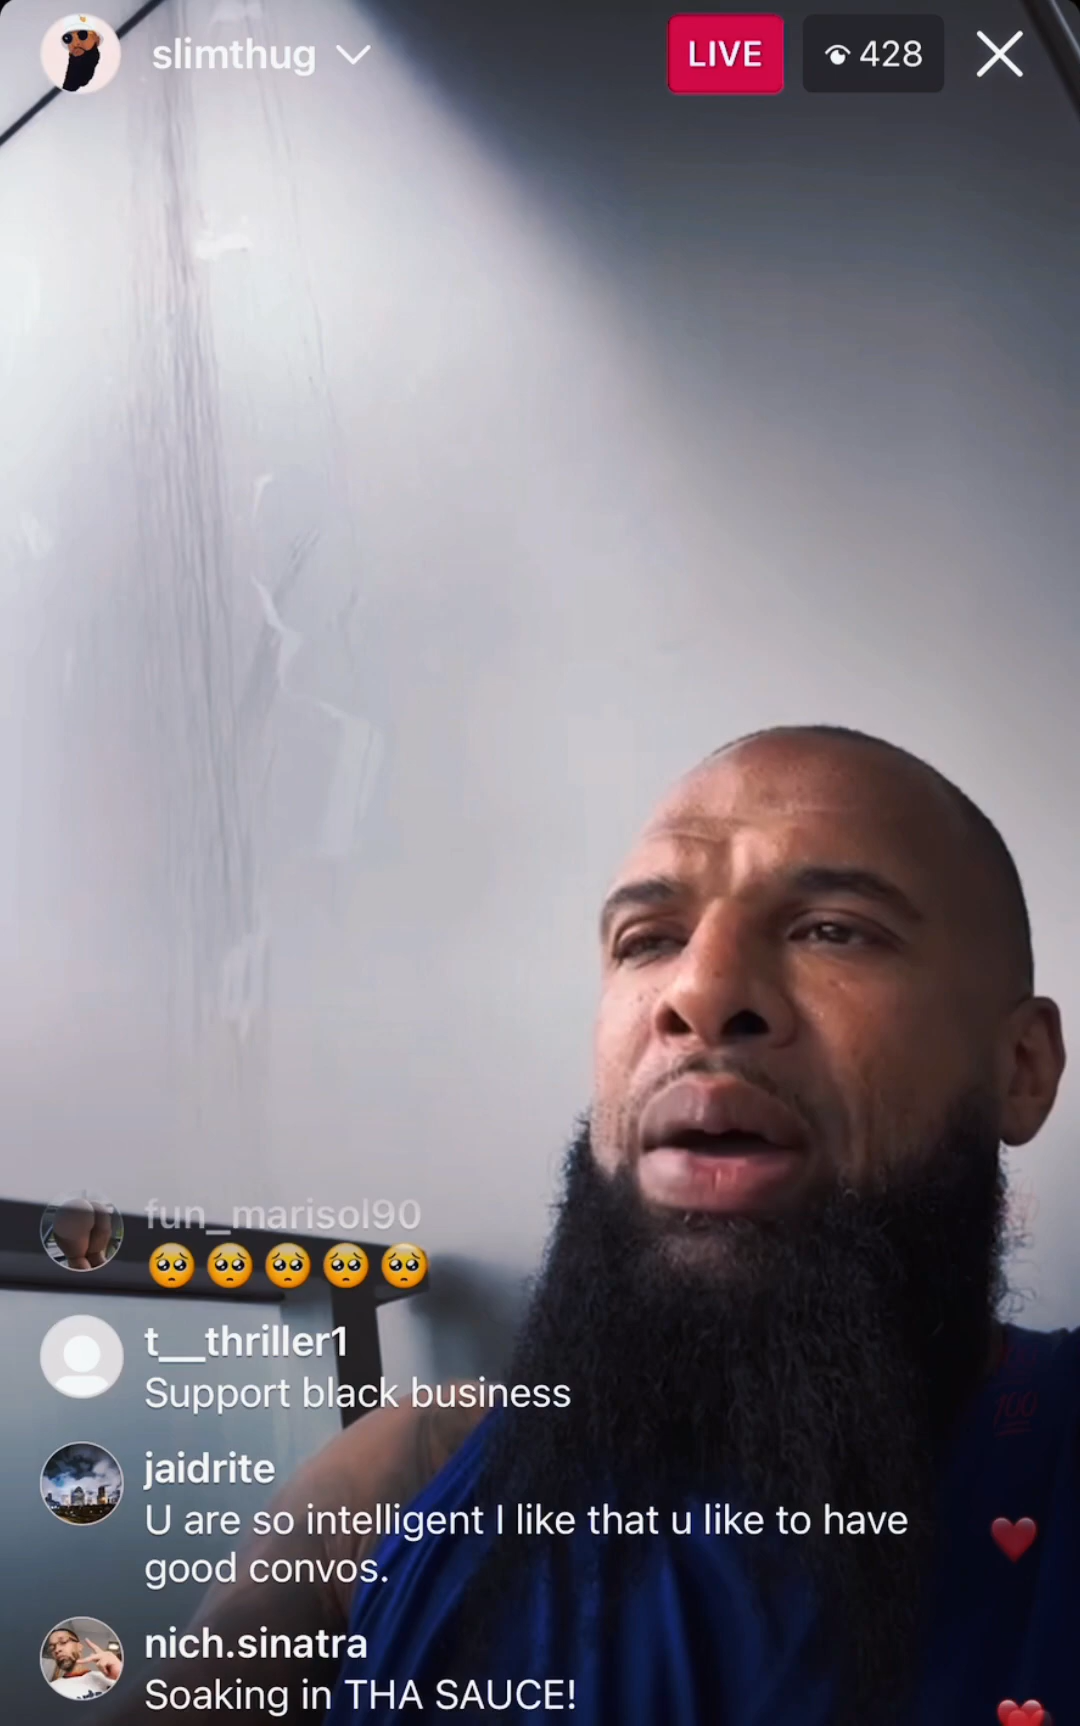 slimthug
LIVE
428
fun_marisol90
🥺🥺🥺🥺🥺
t__thriller1
Support black business
jaidrite
U are so intelligent I like that u like to have
good convos.
nich.sinatra
Soaking in THA SAUCE!
100